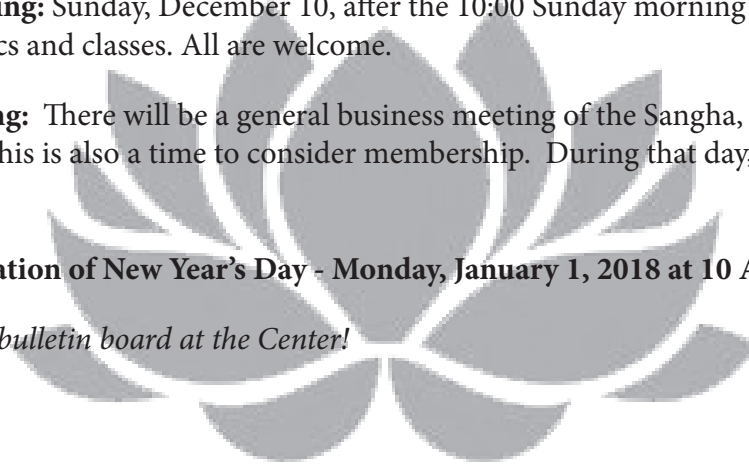 ing: Sunday, December 10, after the 10:00 Sunday morning
cs and classes. All are welcome.
ng: There will be a general business meeting of the Sangha,
his is also a time to consider membership. During that day,
ation of New Year's Day - Monday, January 1, 2018 at 10 A
bulletin board at the Center!